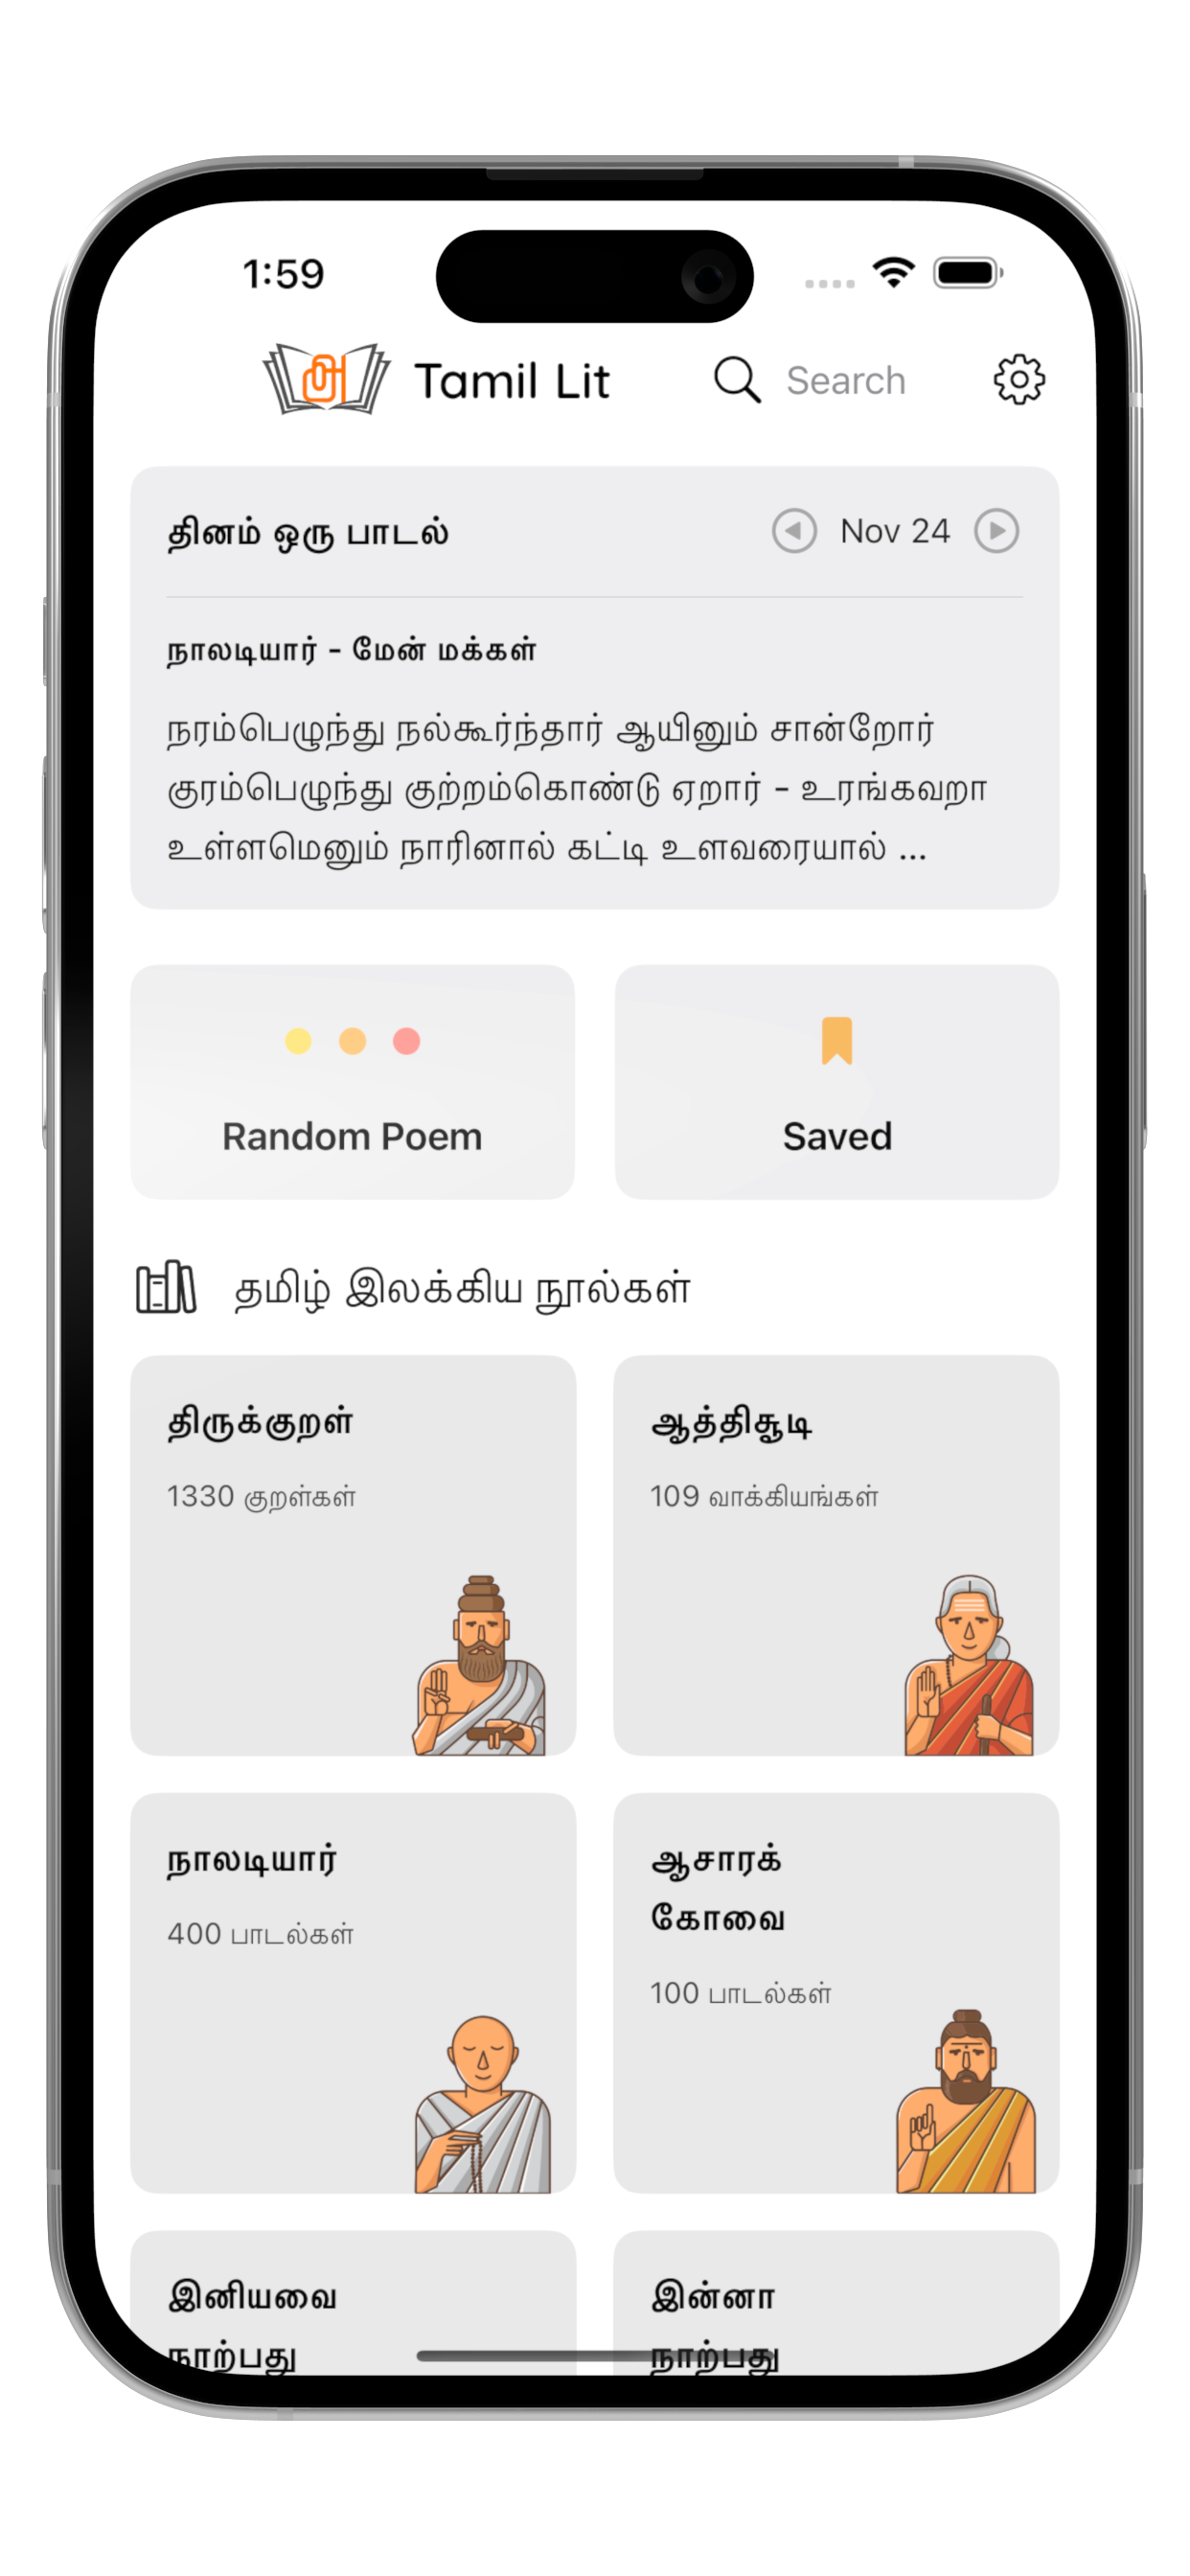 1:59
அ Tamil Lit Search
தினம் ஒரு பாடல் Nov 24
நாலடியார் - மேன் மக்கள்
நரம்பெழுந்து நல்கூர்ந்தார் ஆயினும் சான்றோர்
குரம்பெழுந்து குற்றம்கொண்டு ஏறார் - உரங்கவறா
உள்ளமெனும் நாரினால் கட்டி உளவரையால் ...
Random Poem
Saved
தமிழ் இலக்கிய நூல்கள்
திருக்குறள்
1330 குறள்கள்
ஆத்திசூடி
109 வாக்கியங்கள்
நாலடியார்
400 பாடல்கள்
ஆசாரக்
கோவை
100 பாடல்கள்
இனியவை
நாற்பது
இன்னா
நாற்பது